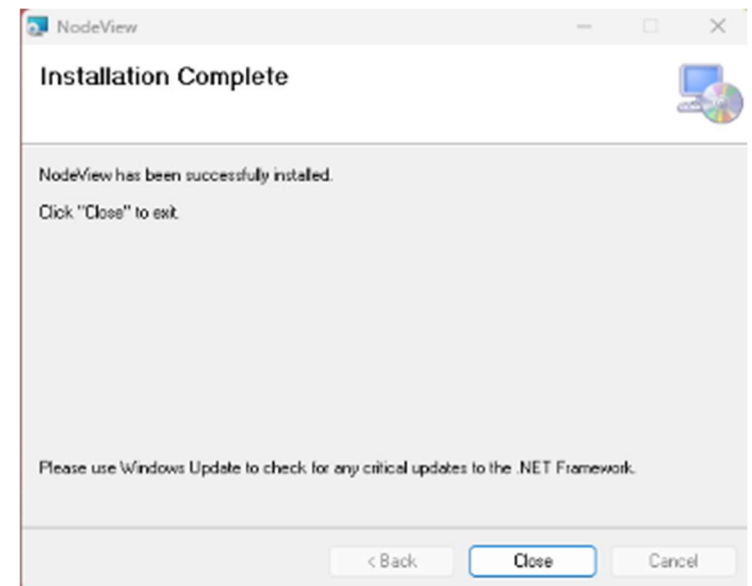 NodeView
Installation Complete
NodeView has been successfully installed.
Click "Close" to exit.
Please use Windows Update to check for any critical updates to the .NET Framework.
< Back
Close
Cancel